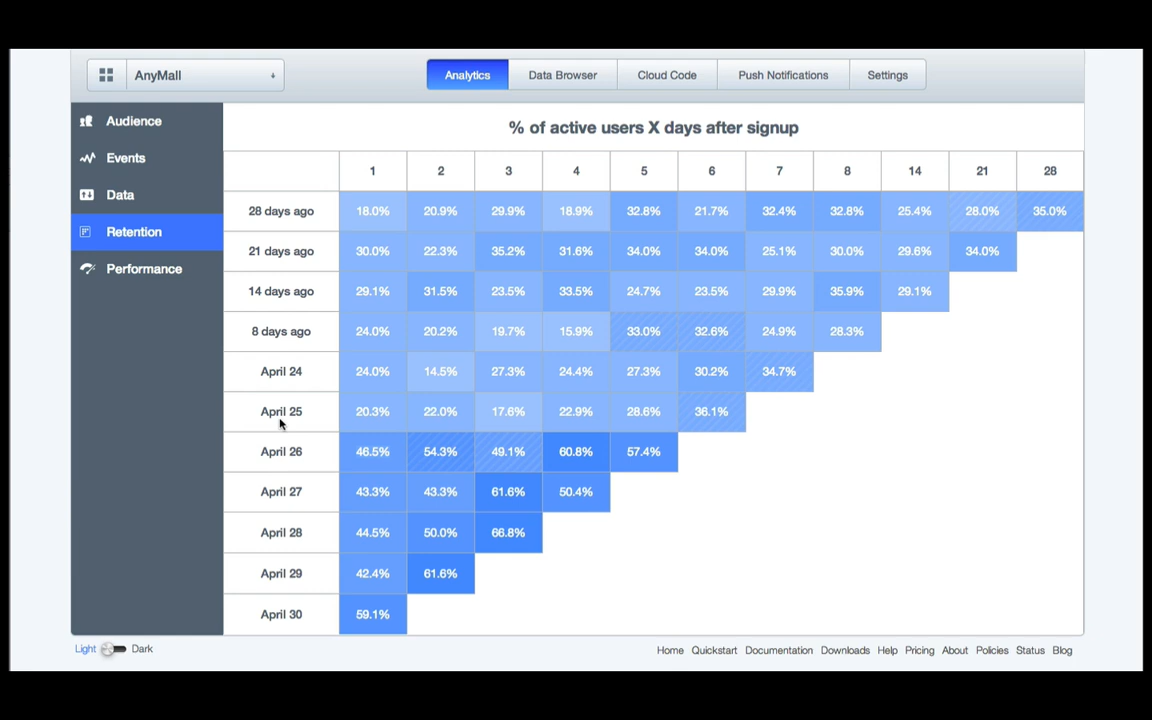 AnyMall Analytics Data Browser Cloud Code Push Notifications Settings
Audience
Events
Data
Retention
Performance
% of active users X days after signup
1 2 3 4 5 6 7 8 14 21 28
28 days ago 18.0% 20.9% 29.9% 18.9% 32.8% 21.7% 32.4% 32.8% 25.4% 28.0% 35.0%
21 days ago 30.0% 22.3% 35.2% 31.6% 34.0% 34.0% 25.1% 30.0% 29.6% 34.0%
14 days ago 29.1% 31.5% 23.5% 33.5% 24.7% 23.5% 29.9% 35.9% 29.1%
8 days ago 24.0% 20.2% 19.7% 15.9% 33.0% 32.6% 24.9% 28.3%
April 24 24.0% 14.5% 27.3% 24.4% 27.3% 30.2% 34.7%
April 25 20.3% 22.0% 17.6% 22.9% 28.6% 36.1%
April 26 46.5% 54.3% 49.1% 60.8% 57.4%
April 27 43.3% 43.3% 61.6% 50.4%
April 28 44.5% 50.0% 66.8%
April 29 42.4% 61.6%
April 30 59.1%
Light Dark Home Quickstart Documentation Downloads Help Pricing About Policies Status Blog